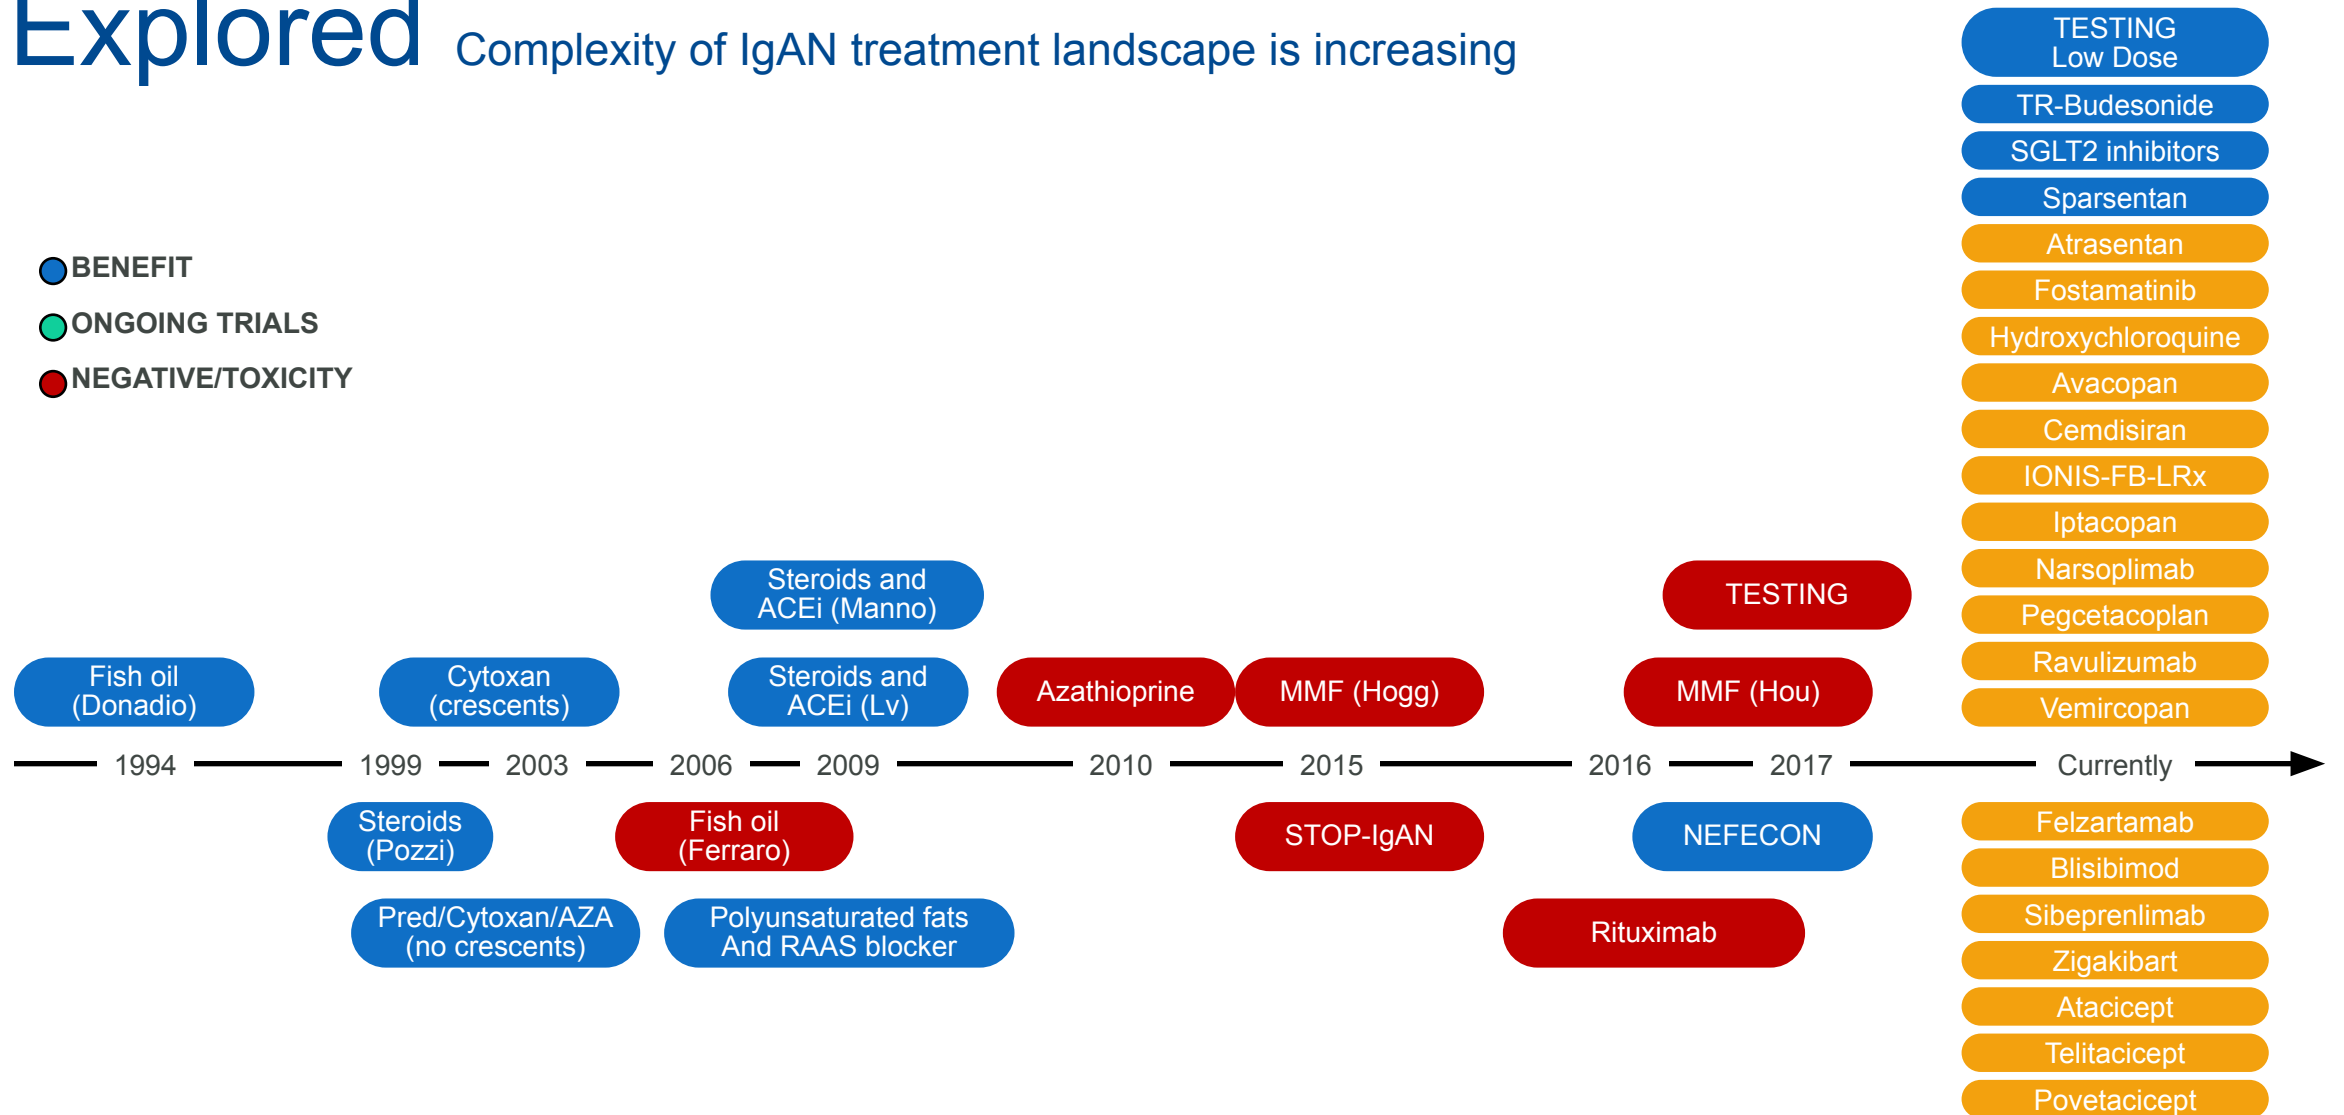 Explored Complexity of IgAN treatment landscape is increasing
BENEFIT
ONGOING TRIALS
NEGATIVE/TOXICITY
TESTING
Low Dose
TR-Budesonide
SGLT2 inhibitors
Sparsentan
Atrasentan
Fostamatinib
Hydroxychloroquine
Avacopan
Cemdisiran
IONIS-FB-LRx
Iptacopan
Narsoplimab
Pegcetacoplan
Ravulizumab
Vemircopan
Steroids and
ACEi (Manno)
TESTING
Fish oil
(Donadio)
Cytoxan
(crescents)
Steroids and
ACEi (Lv)
Azathioprine
MMF (Hogg)
MMF (Hou)
1994 1999 2003 2006 2009 2010 2015 2016 2017 Currently
Steroids
(Pozzi)
Fish oil
(Ferraro)
STOP-IgAN
NEFECON
Pred/Cytoxan/AZA
(no crescents)
Polyunsaturated fats
And RAAS blocker
Rituximab
Felzartamab
Blisibimod
Sibeprenlimab
Zigakibart
Atacicept
Telitacicept
Povetacicept